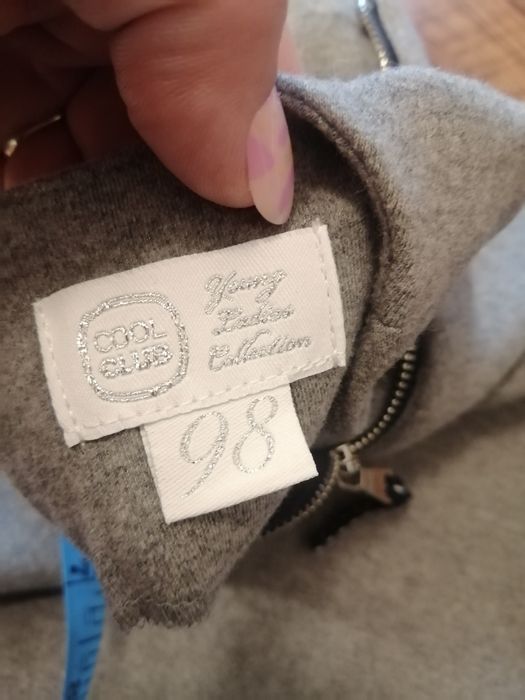 COOL
CLUB
Young
Ladies
Collection
98